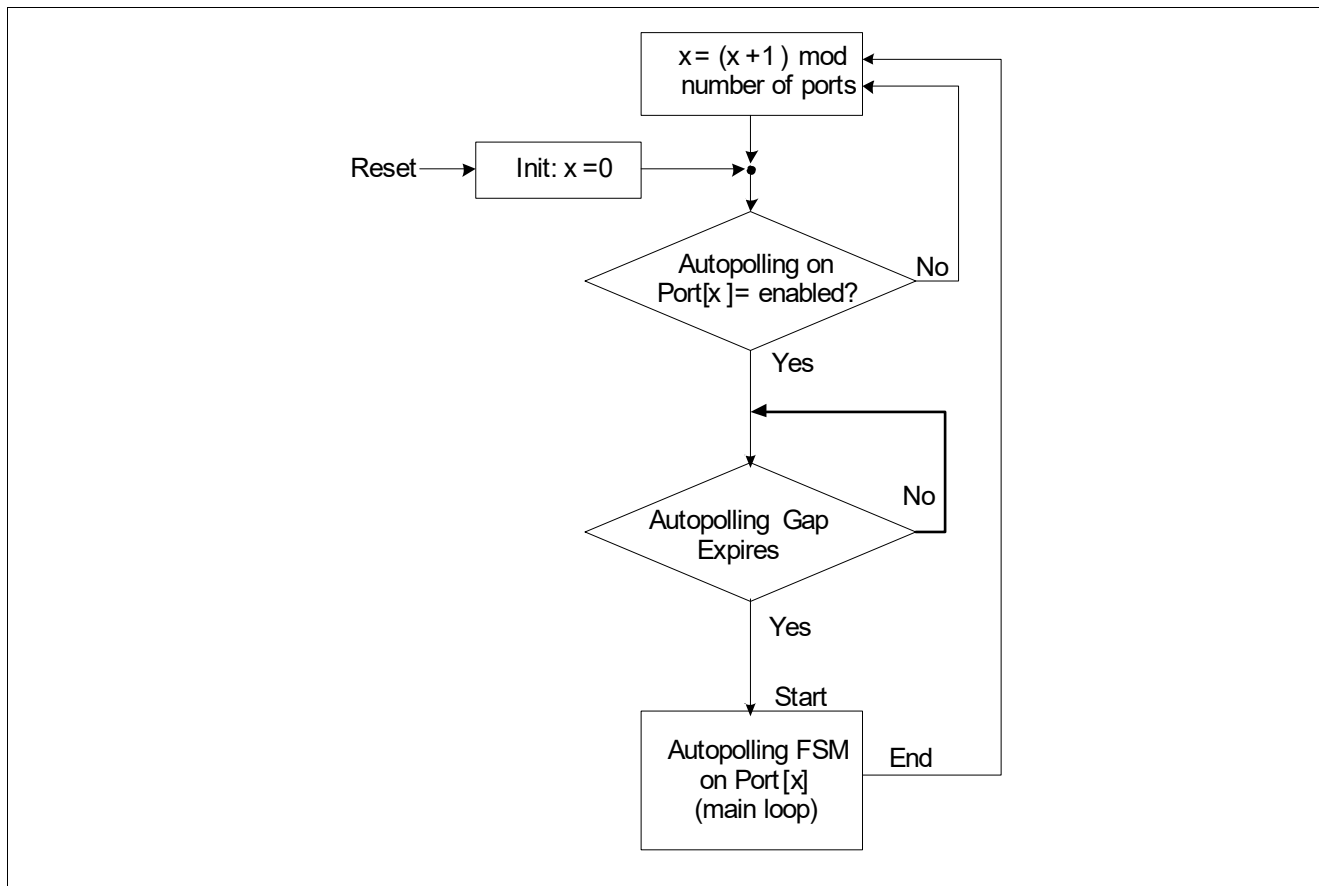 x= (x+1) mod
number of ports
Reset
Init: x=0
Autopolling on
Port[x]= enabled?
No
Yes
No
Autopolling Gap
Expires
Yes
Start
Autopolling FSM
on Port[x]
(main loop)
End